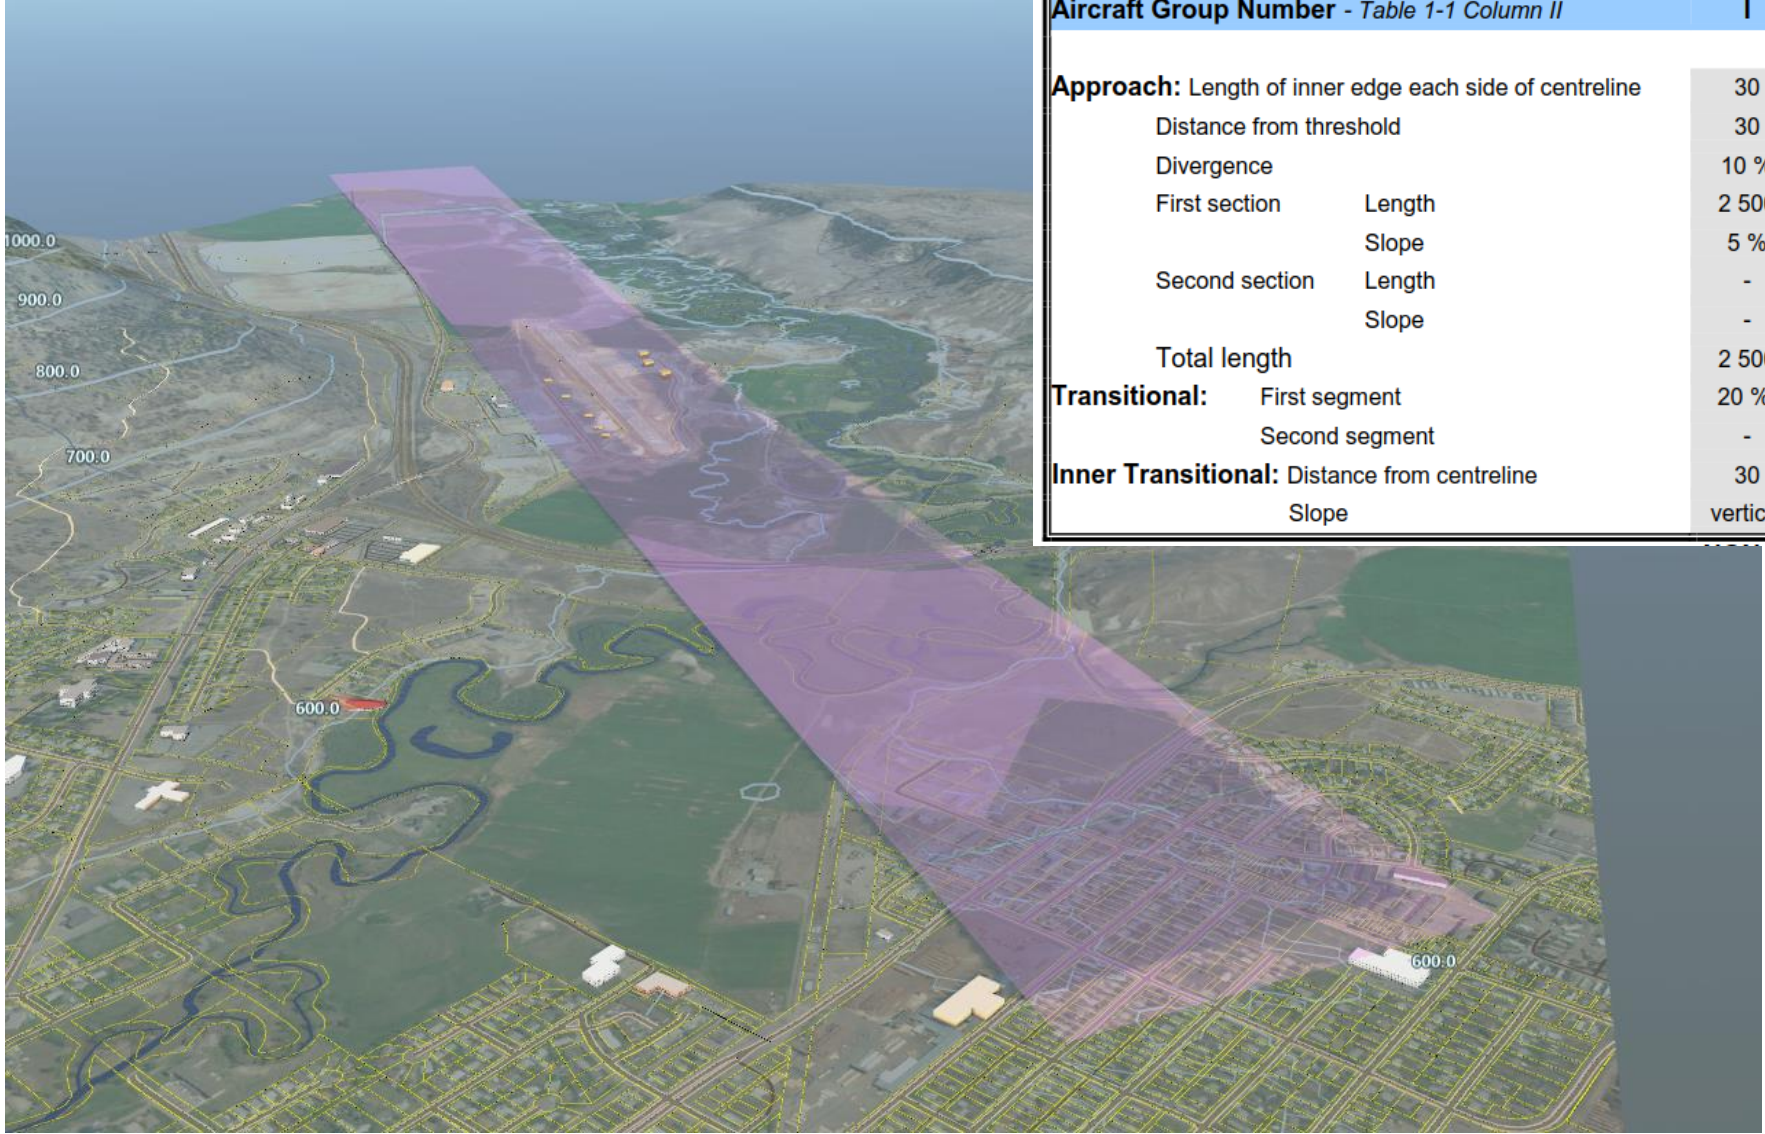 Aircraft Group Number - Table 1-1 Column II I
Approach: Length of inner edge each side of centreline 30
Distance from threshold 30
Divergence 10 %
First section Length 2 500
Slope 5 %
Second section Length -
Slope -
Total length 2 500
Transitional: First segment 20 %
Second segment -
Inner Transitional: Distance from centreline 30
Slope vertic
1000.0
900.0
800.0
700.0
600.0
600.0